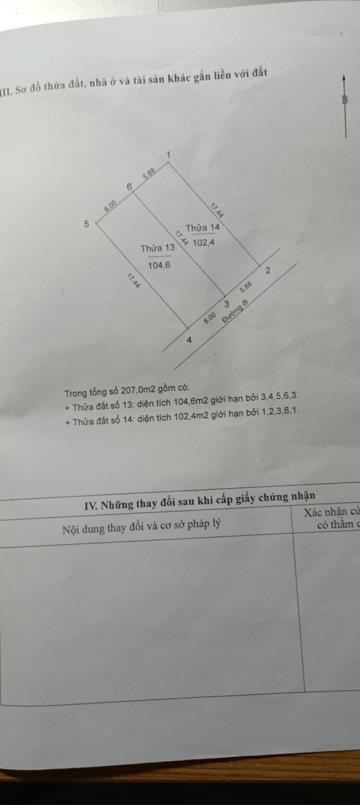 III. Sơ đồ thửa đất, nhà ở và tài sản khác gắn liền với đất
B
1
5.88
6
6.00
5
17.44
Thửa 14
102,4
17.44
Thửa 13
104,6
17.44
2
5.88
3
6.00
Đường đi
4
Trong tổng số 207,0m2 gồm có:
+ Thửa đất số 13: diện tích 104,6m2 giới hạn bởi 3,4,5,6,3.
+ Thửa đất số 14: diện tích 102,4m2 giới hạn bởi 1,2,3,6,1.
IV. Những thay đổi sau khi cấp giấy chứng nhận
Nội dung thay đổi và cơ sở pháp lý
Xác nhận củ
có thẩm